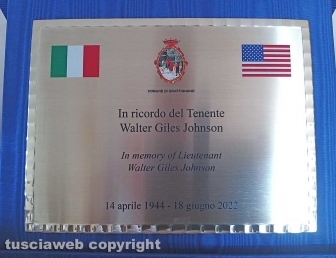 In ricordo del Tenente
Walter Giles Johnson
In memory of Lieutenant
Walter Giles Johnson
14 aprile 1944 - 18 giugno 2022
tusciaweb copyright